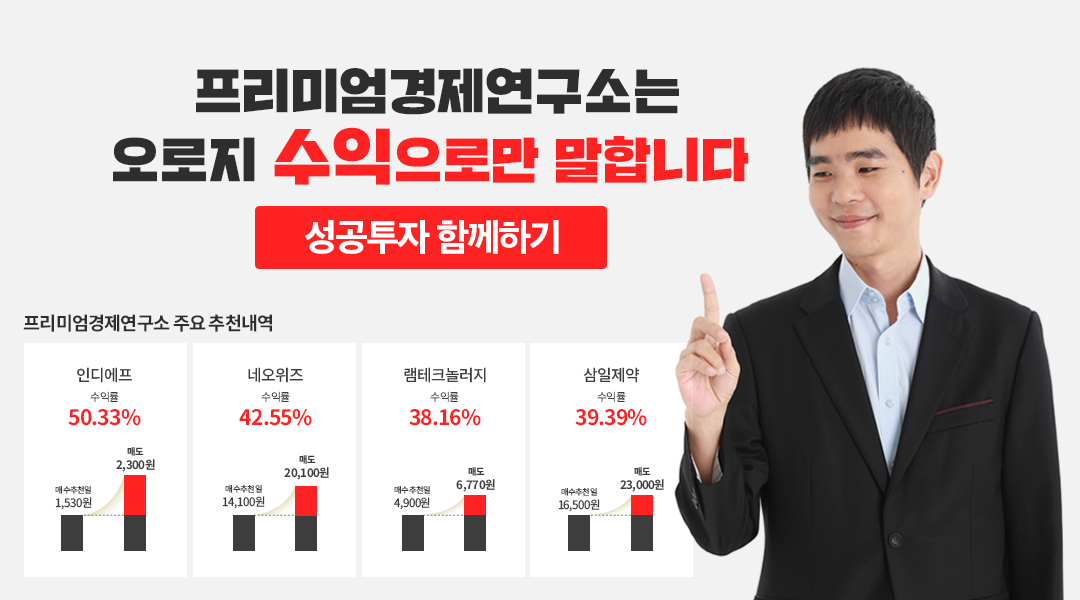 프리미엄경제연구소는
오로지 수익으로만 말합니다
성공투자 함께하기
프리미엄경제연구소 주요 추천내역
인디에프
수익률
50.33%
매도
2,300원
매수추천일
1,530원
네오위즈
수익률
42.55%
매도
20,100원
매수추천일
14,100원
램테크놀러지
수익률
38.16%
매도
6,770원
매수추천일
4,900원
삼일제약
수익률
39.39%
매도
23,000원
매수추천일
16,500원